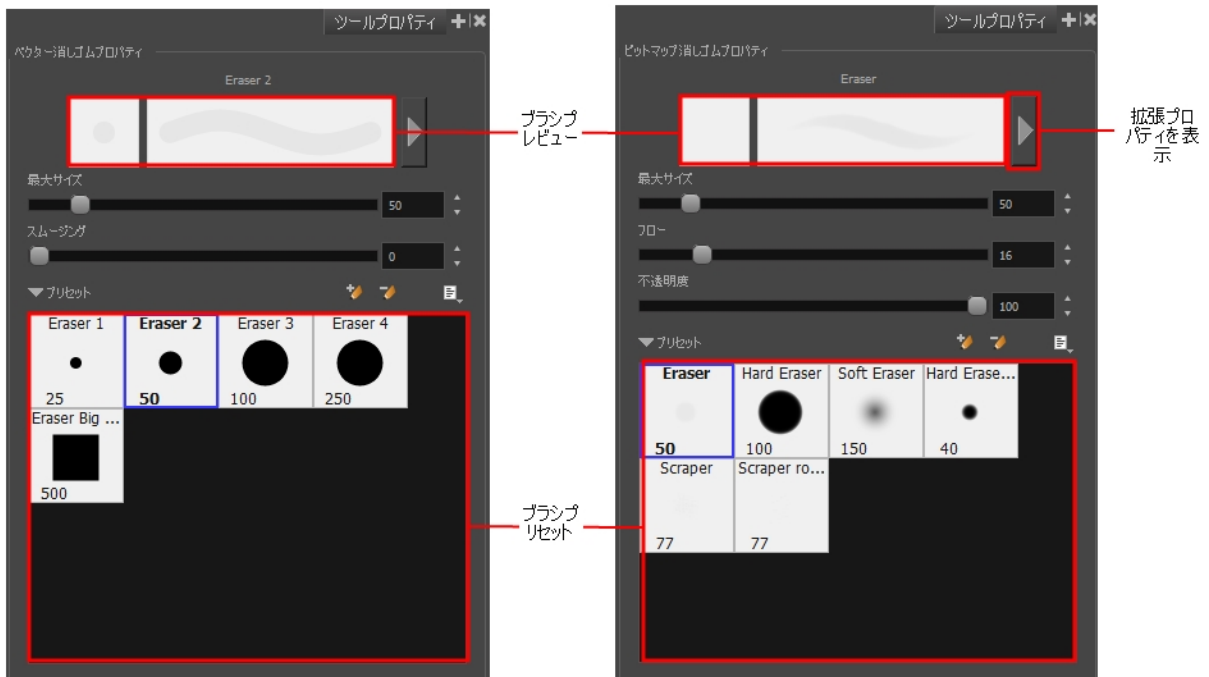 ツールプロパティ
ベクター消しゴムプロパティ
Eraser 2
最大サイズ
50
スムージング
0
プリセット
Eraser 1
25
Eraser 2
50
Eraser 3
100
Eraser 4
250
Eraser Big ...
500
ブラシプ
レビュー
ブラシプ
リセット
ツールプロパティ
ビットマップ消しゴムプロパティ
Eraser
最大サイズ
50
フロー
16
不透明度
100
プリセット
Eraser
50
Hard Eraser
100
Soft Eraser
150
Hard Erase...
40
Scraper
77
Scraper ro...
77
拡張プロ
パティを表
示